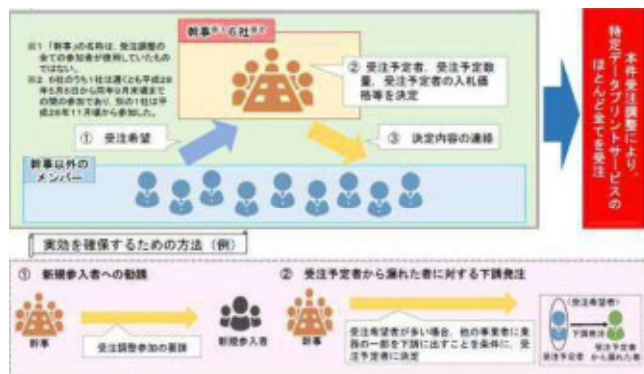 幹事※1 6社※2
※1 「幹事」の名称は、受注調整の
全ての参加者が使用していたもの
ではない。
※2 6社のうち1社は遅くとも平成28
年5月6日から同年9月末頃まで
の間の参加であり、別の1社は平
成28年11月頃から参加した。
② 受注予定者、受注予定数
量、受注予定者の入札価
格等を決定
① 受注希望
③ 決定内容の連絡
幹事以外の
メンバー
本件受注調整により、
特定データプリントサービスの
ほとんど全てを受注
実効を確保するための方法（例）
① 新規参入者への勧誘
幹事
受注調整参加の要請
新規参入者
② 受注予定者から漏れた者に対する下請発注
幹事
受注希望者が多い場合、他の事業者に業
務の一部を下請に出すことを条件に、受
注予定者に決定
（受注希望者）
下請発注
受注予定者
受注予定者
から漏れた者